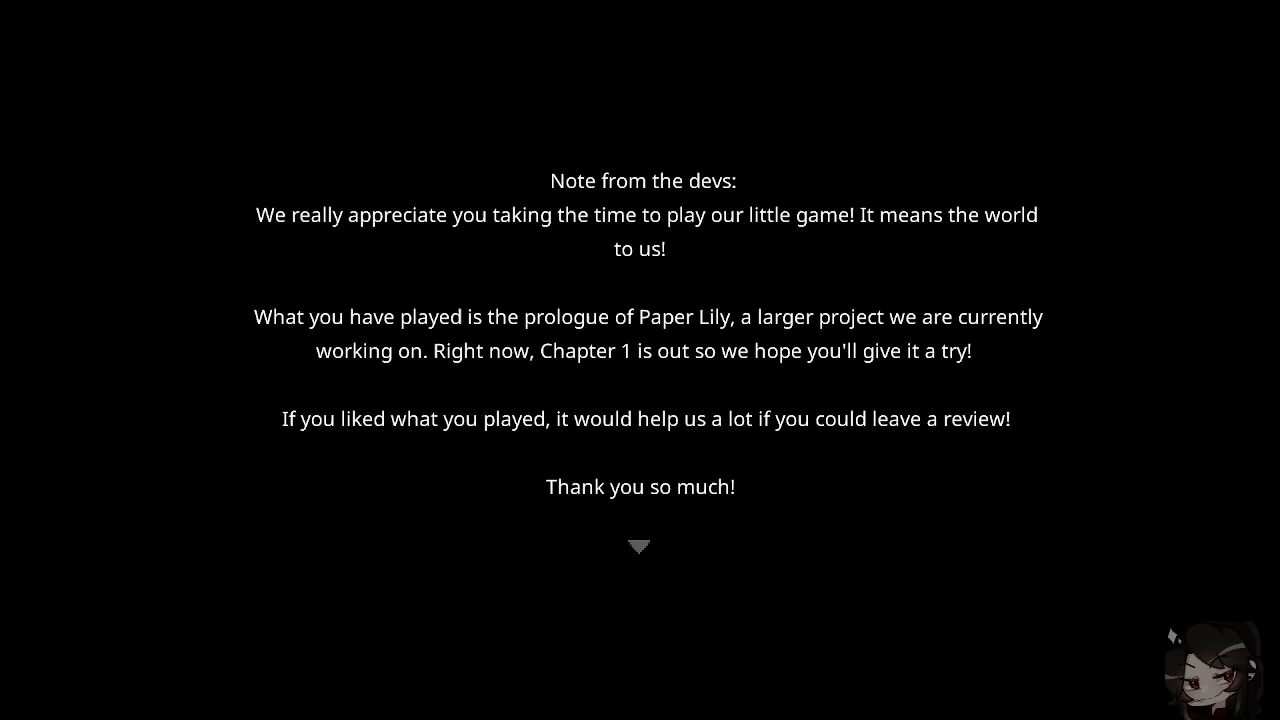 Note from the devs:
We really appreciate you taking the time to play our little game! It means the world
to us!
What you have played is the prologue of Paper Lily, a larger project we are currently
working on. Right now, Chapter 1 is out so we hope you'll give it a try!
If you liked what you played, it would help us a lot if you could leave a review!
Thank you so much!